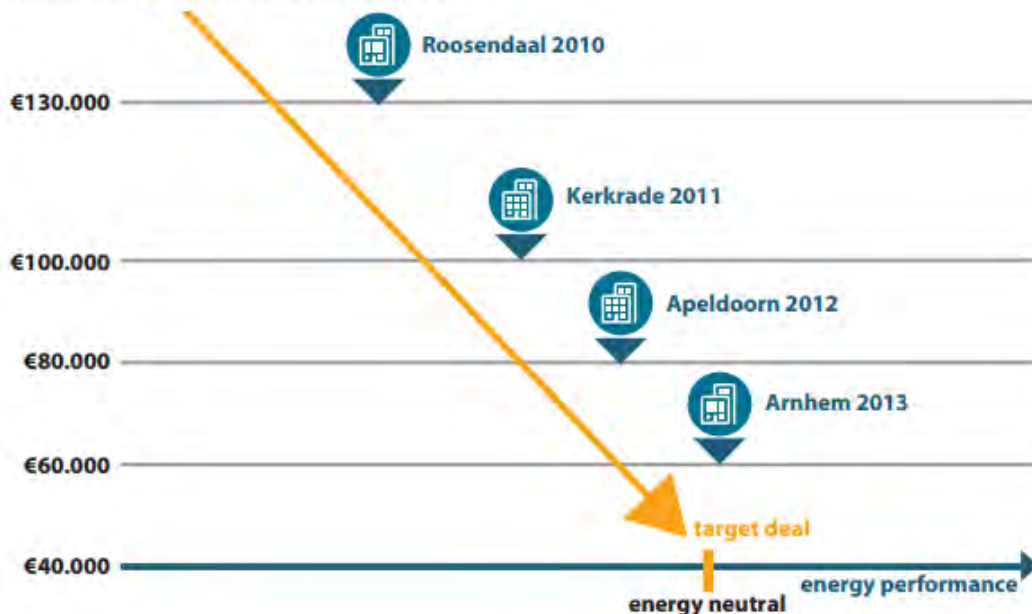 Roosendaal 2010
€130.000
Kerkrade 2011
€100.000
Apeldoorn 2012
€80.000
Arnhem 2013
€60.000
target deal
€40.000
energy performance
energy neutral